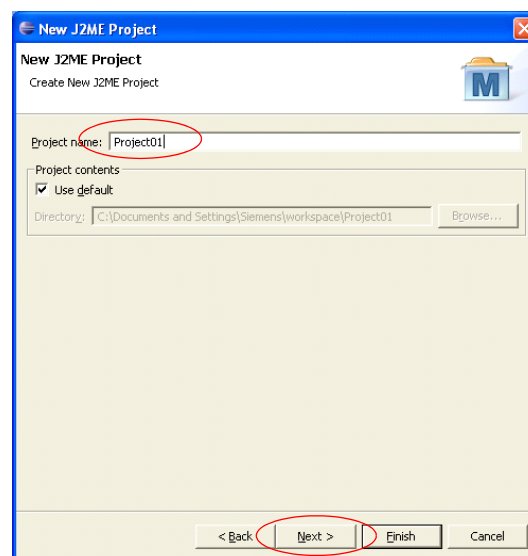 New J2ME Project
New J2ME Project
Create New J2ME Project
M
Project name: Project01
Project contents
Use default
Directory: C:\Documents and Settings\Siemens\workspace\Project01 Browse...
< Back Next > Finish Cancel